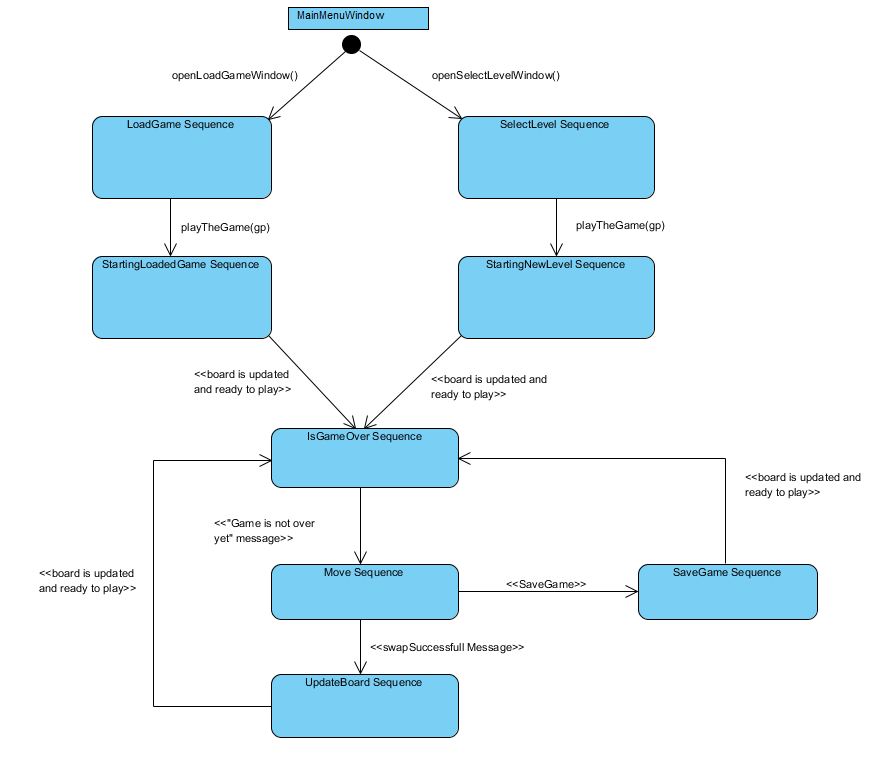 MainMenuWindow
openLoadGameWindow()
openSelectLevelWindow()
LoadGame Sequence
SelectLevel Sequence
playTheGame(gp)
playTheGame(gp)
StartingLoadedGame Sequence
StartingNewLevel Sequence
<<board is updated
and ready to play>>
<<board is updated and
ready to play>>
IsGameOver Sequence
<<board is updated and
ready to play>>
<<"Game is not over
yet" message>>
<<board is updated
and ready to play>>
Move Sequence
<<SaveGame>>
SaveGame Sequence
<<swapSuccessfull Message>>
UpdateBoard Sequence